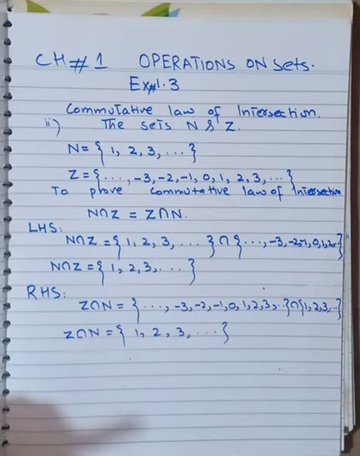 CH#1 OPERATIONS ON Sets.
Ex#1.3
Commutative law of Intersection.
ii) The sets N & Z.
N={1, 2, 3, ...}
Z={..., -3, -2, -1, 0, 1, 2, 3, ...}
To prove commutative law of Intersection
N∩Z = Z∩N.
LHS:
N∩Z={1, 2, 3, ...}∩{..., -3, -2, -1, 0, 1, 2,...}
N∩Z={1, 2, 3, ...}
RHS:
Z∩N={..., -3, -2, -1, 0, 1, 2, 3, ...}∩{1, 2, 3, ...}
Z∩N={1, 2, 3, ...}